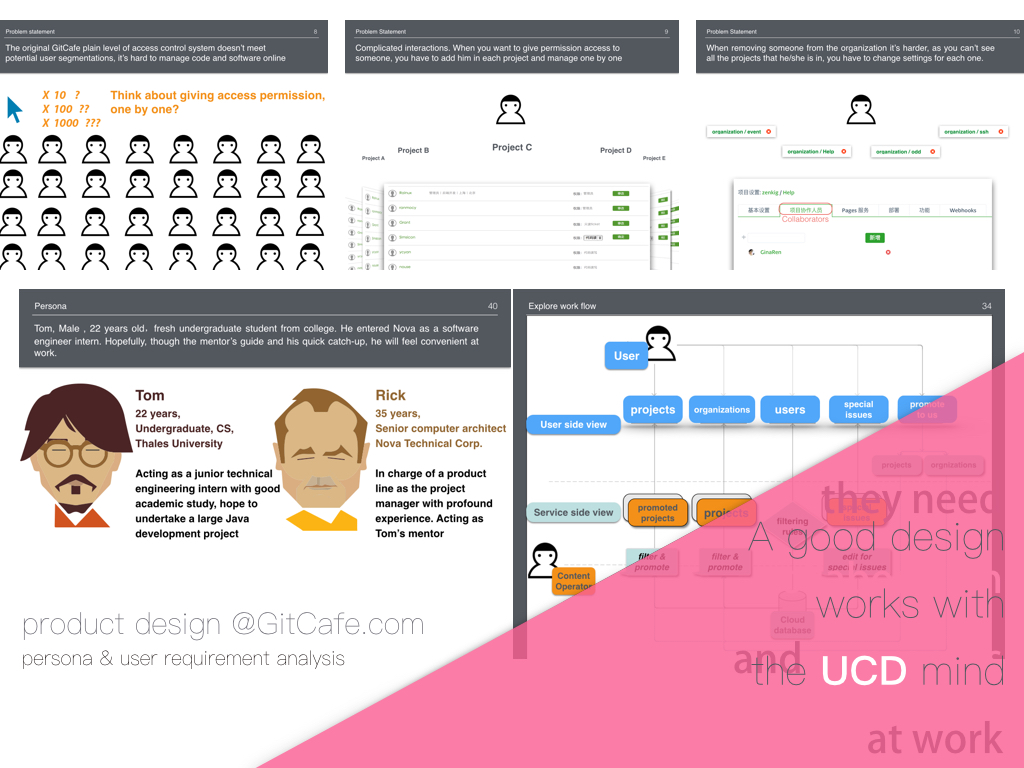 Problem statement 8
The original GitCafe plain level of access control system doesn't meet
potential user segmentations, it's hard to manage code and software online
X 10 ?
X 100 ??
X 1000 ???
Think about giving access permission,
one by one?
Problem Statement 9
Complicated interactions. When you want to give permission access to
someone, you have to add him in each project and manage one by one
Project A
Project B
Project C
Project D
Project E
Problem Statement 10
When removing someone from the organization it's harder, as you can't see
all the projects that he/she is in, you have to change settings for each one.
organization / event
organization / Help
organization / odd
organization / ssh
项目设置: zenkig / Help
基本设置 项目协作人员 Pages 服务 部署 功能 Webhooks
Collaborators
新增
CinaRen
Persona 40
Tom, Male , 22 years old, fresh undergraduate student from college. He entered Nova as a software
engineer intern. Hopefully, though the mentor's guide and his quick catch-up, he will feel convenient at
work.
Tom
22 years,
Undergraduate, CS,
Thales University
Acting as a junior technical
engineering intern with good
academic study, hope to
undertake a large Java
development project
Rick
35 years,
Senior computer architect
Nova Technical Corp.
In charge of a product
line as the project
manager with profound
experience. Acting as
Tom's mentor
Explore work flow 34
User
User side view
projects
organizations
users
special
issues
promote
to us
projects
orgnizations
Service side view
promoted
projects
projects
filtering
rules
special
issues
filter &
promote
filter &
promote
edit for
special issues
Content
Operator
Cloud
database
they need
and
at work
product design @GitCafe.com
persona & user requirement analysis
A good design
works with
the UCD mind